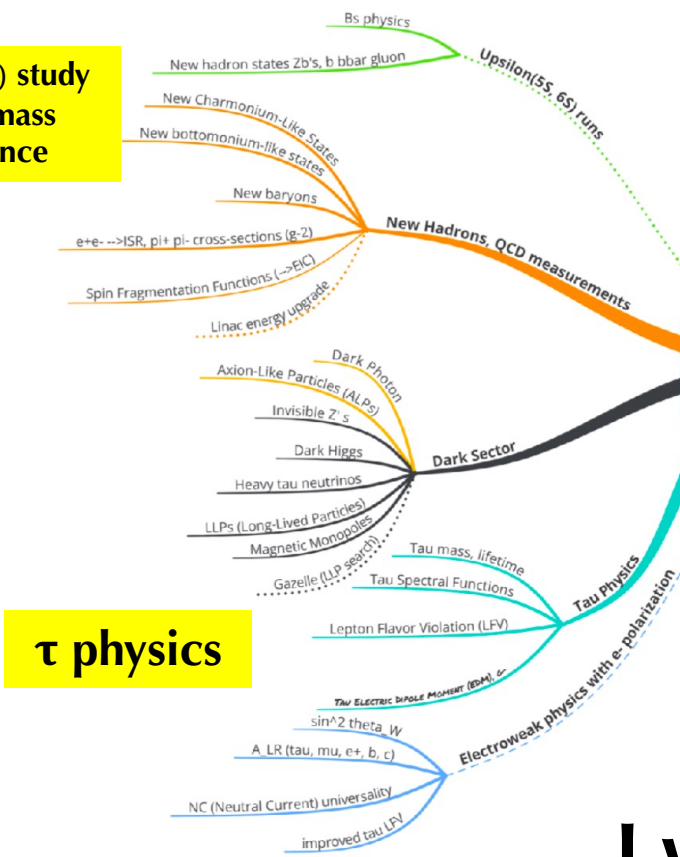 ) study
mass
nce
Bs physics
New hadron states Zb's, b bbar gluon
Upsilon(5S, 6S) runs
New Charmonium-Like States
New bottomonium-like states
New baryons
e+e- -->ISR, pi+ pi- cross-sections (g-2)
Spin Fragmentation Functions (-->EIC)
Linac energy upgrade
New Hadrons, QCD measurements
Dark Photon
Axion-Like Particles (ALPs)
Invisible Z' s
Dark Higgs
Heavy tau neutrinos
LLPs (Long-Lived Particles)
Magnetic Monopoles
Gazelle (LLP search)
Dark Sector
Tau mass, lifetime
Tau Spectral Functions
Lepton Flavor Violation (LFV)
TAU ELECTRIC DIPOLE MOMENT (EDM),
Tau Physics
τ physics
sin^2 theta_W
A_LR (tau, mu, e+, b, c)
NC (Neutral Current) universality
improved tau LFV
Electroweak physics with e- polarization